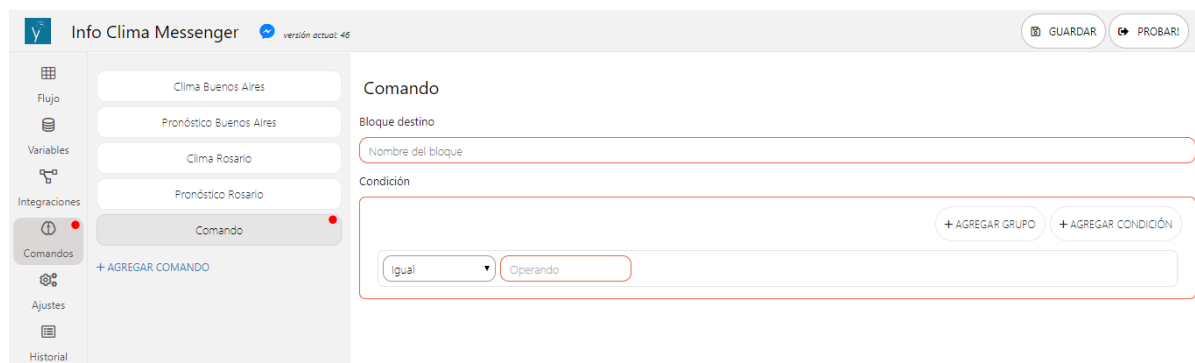 Info Clima Messenger versión actual: 46
GUARDAR
PROBAR!
Flujo
Variables
Integraciones
Comandos
Ajustes
Historial
Clima Buenos Aires
Pronóstico Buenos Aires
Clima Rosario
Pronóstico Rosario
Comando
+ AGREGAR COMANDO
Comando
Bloque destino
Nombre del bloque
Condición
+ AGREGAR GRUPO
+ AGREGAR CONDICIÓN
Igual
Operando